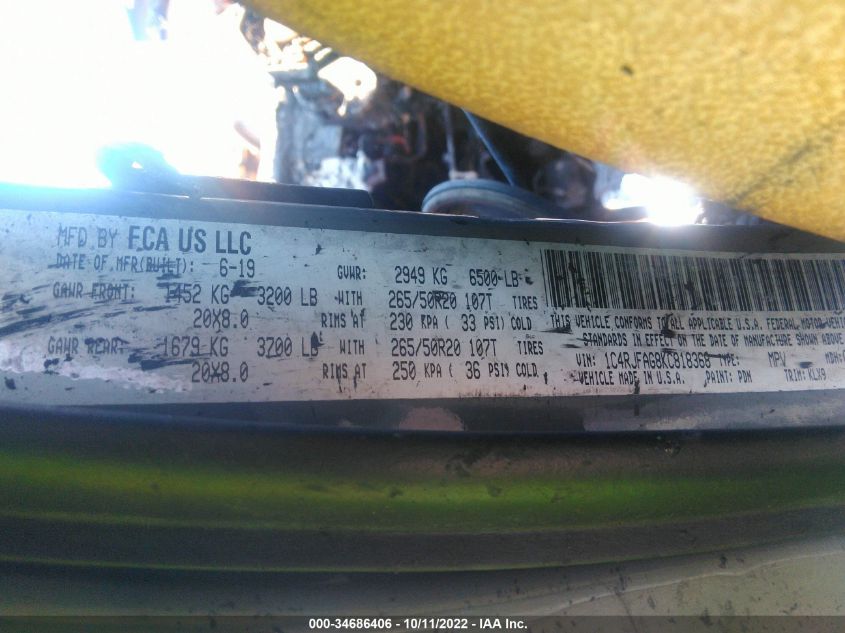 MFD BY FCA US LLC
DATE OF MFR(BUILT): 6-19 GVWR: 2949 KG 6500 LB
GAWR FRONT: 1452 KG 3200 LB WITH 265/50R20 107T TIRES
20X8.0 RIMS AT 230 KPA ( 33 PSI) COLD
GAWR REAR: 1679 KG 3700 LB WITH 265/50R20 107T TIRES
20X8.0 RIMS AT 250 KPA ( 36 PSI) COLD
THIS VEHICLE CONFORMS TO ALL APPLICABLE U.S.A. FEDERAL MOTOR VEHI
STANDARDS IN EFFECT ON THE DATE OF MANUFACTURE SHOWN ABOVE.
VIN: 1C4RJFAG8KC818368 TYPE: MPV MDH:
VEHICLE MADE IN U.S.A. PAINT: PDN TRIM: KLX9
000-34686406 - 10/11/2022 - IAA Inc.